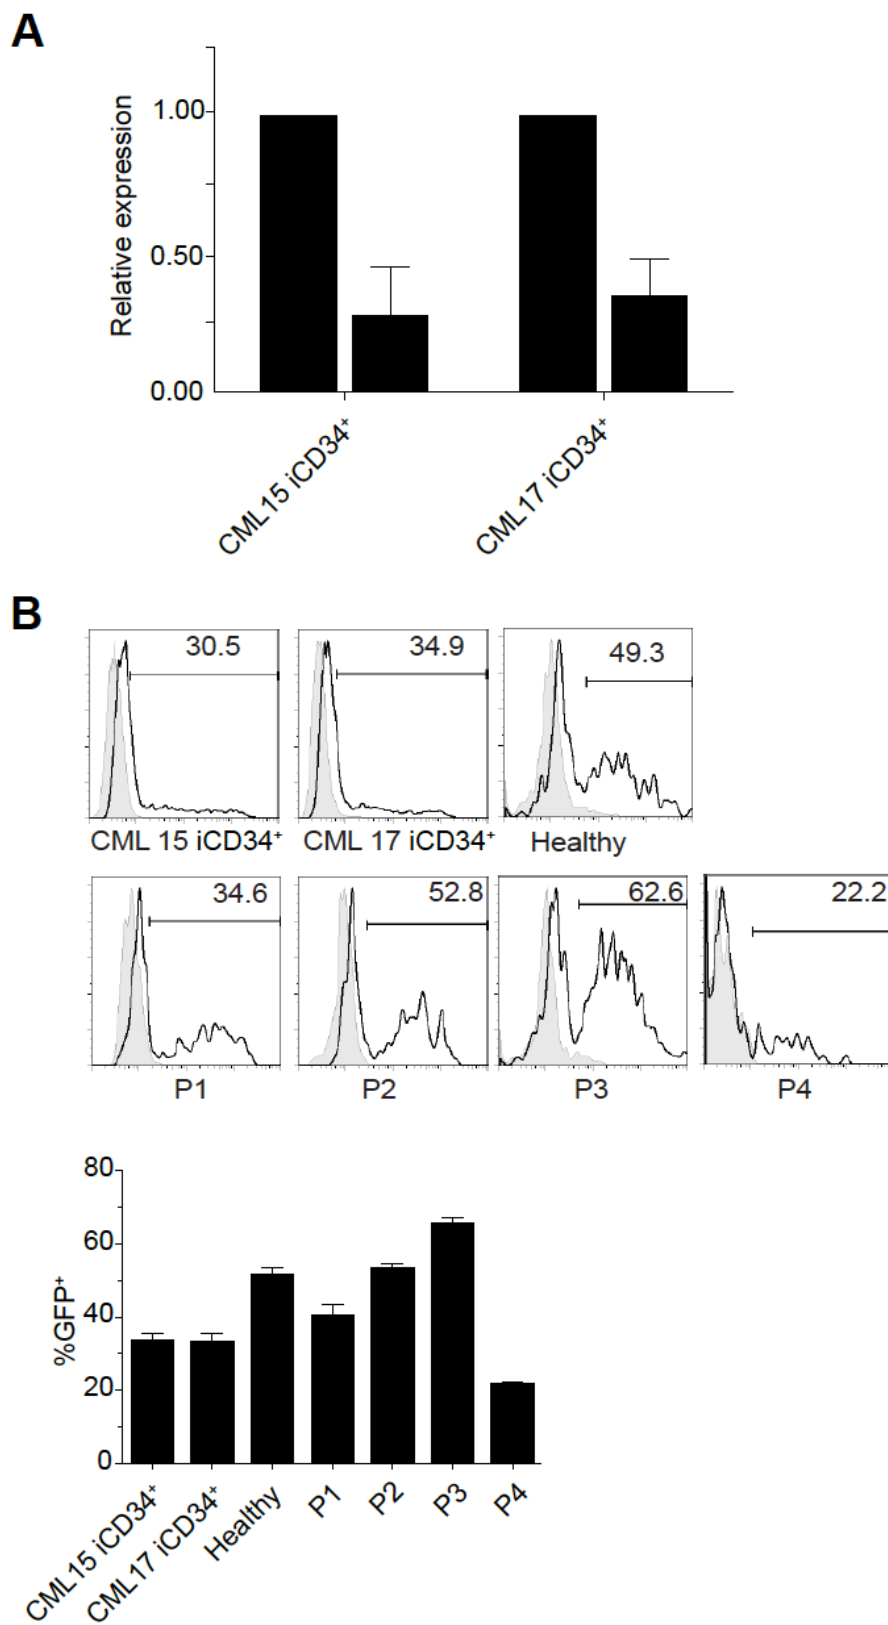 A
Relative expression
1.00
0.50
0.00
CML15 iCD34⁺
CML17 iCD34⁺
B
30.5
34.9
49.3
CML 15 iCD34⁺
CML 17 iCD34⁺
Healthy
34.6
52.8
62.6
22.2
P1
P2
P3
P4
%GFP⁺
80
60
40
20
0
CML15 iCD34⁺
CML17 iCD34⁺
Healthy
P1
P2
P3
P4